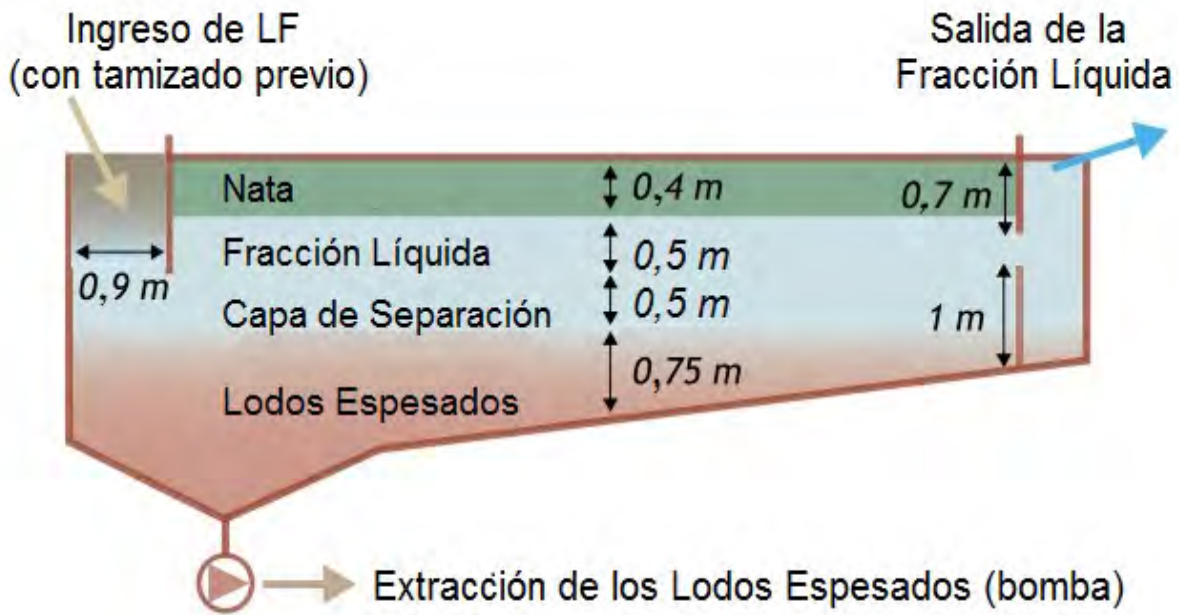 Ingreso de LF
(con tamizado previo)
Salida de la
Fracción Líquida
Nata
0,4 m
0,7 m
Fracción Líquida
0,5 m
0,9 m
Capa de Separación
0,5 m
1 m
0,75 m
Lodos Espesados
Extracción de los Lodos Espesados (bomba)